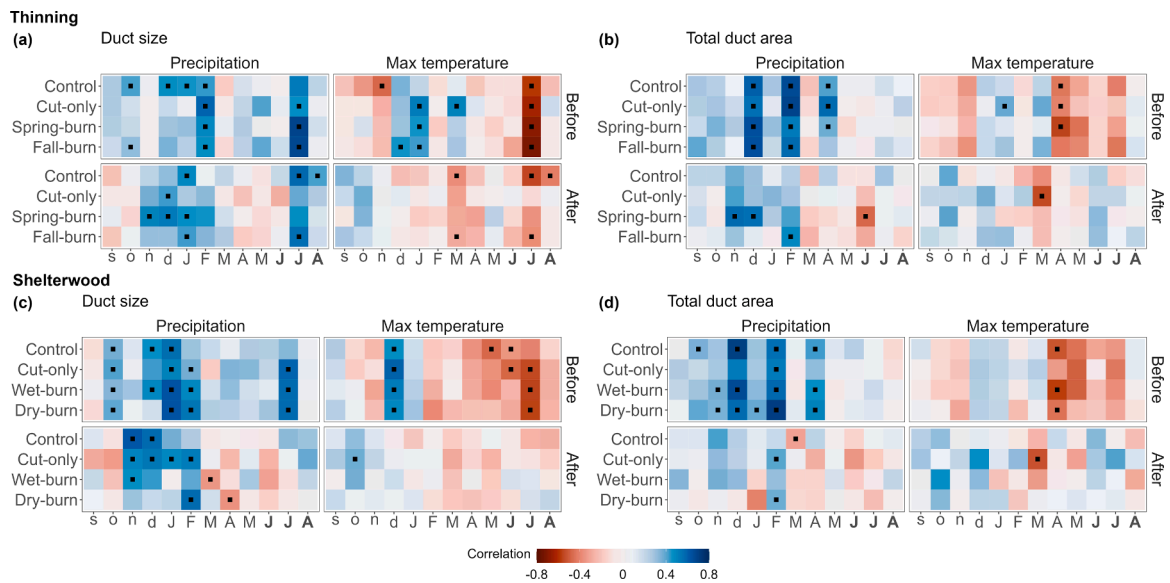 Thinning
(a) Duct size (b) Total duct area
Precipitation Max temperature Precipitation Max temperature
Control Control
Cut-only Cut-only
Spring-burn Spring-burn
Fall-burn Fall-burn
Before Before
Control Control
Cut-only Cut-only
Spring-burn Spring-burn
Fall-burn Fall-burn
After After
s o n d J F M A M J J A s o n d J F M A M J J A s o n d J F M A M J J A s o n d J F M A M J J A
Shelterwood
(c) Duct size (d) Total duct area
Precipitation Max temperature Precipitation Max temperature
Control Control
Cut-only Cut-only
Wet-burn Wet-burn
Dry-burn Dry-burn
Before Before
Control Control
Cut-only Cut-only
Wet-burn Wet-burn
Dry-burn Dry-burn
After After
s o n d J F M A M J J A s o n d J F M A M J J A s o n d J F M A M J J A s o n d J F M A M J J A
Correlation
-0.8 -0.4 0 0.4 0.8